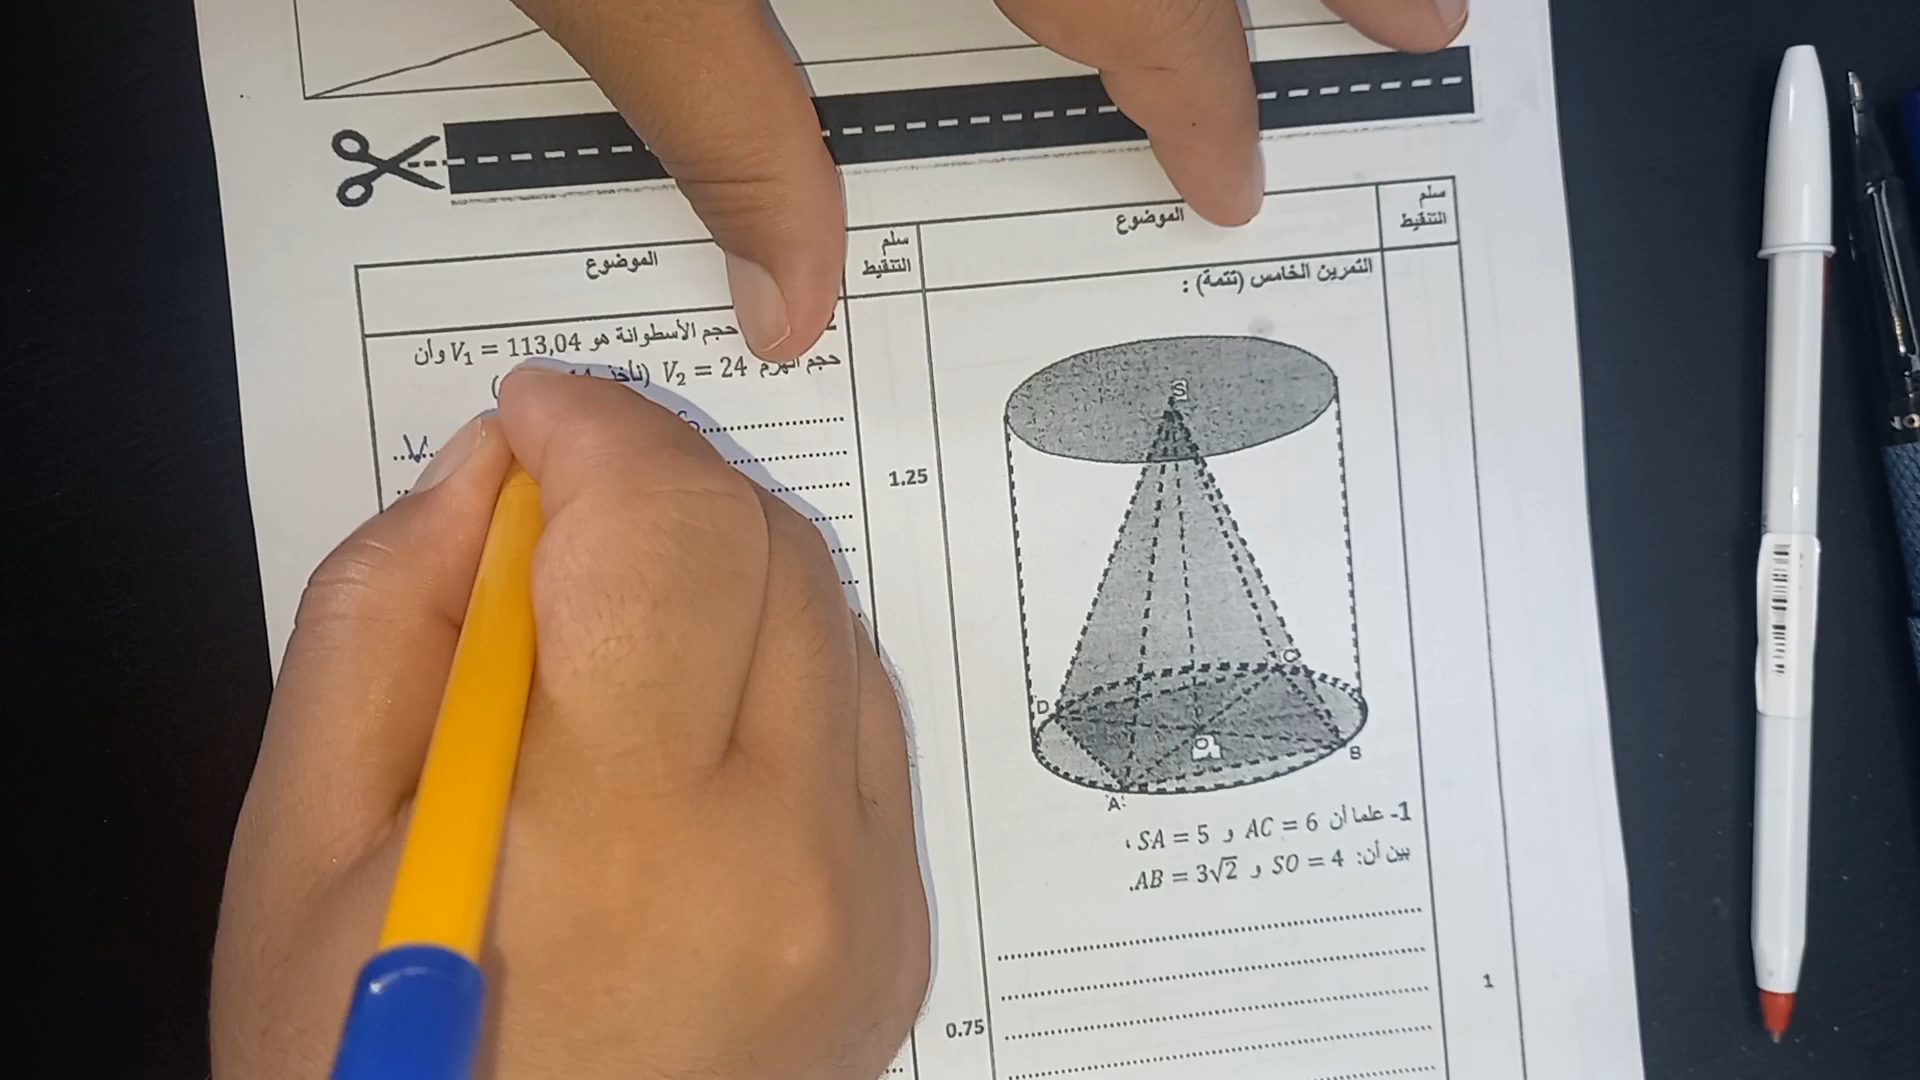 سلم
التنقيط
الموضوع
التمرين الخامس (تتمة) :
S
D
C
O
B
A
1- علما أن AC = 6 و SA = 5 ،
بين أن: SO = 4 و AB = 3√2.
1
سلم
التنقيط
الموضوع
2
حجم الأسطوانة هو V₁ = 113,04 وأن
حجم الهرم V₂ = 24 (نأخذ
V
1.25
0.75